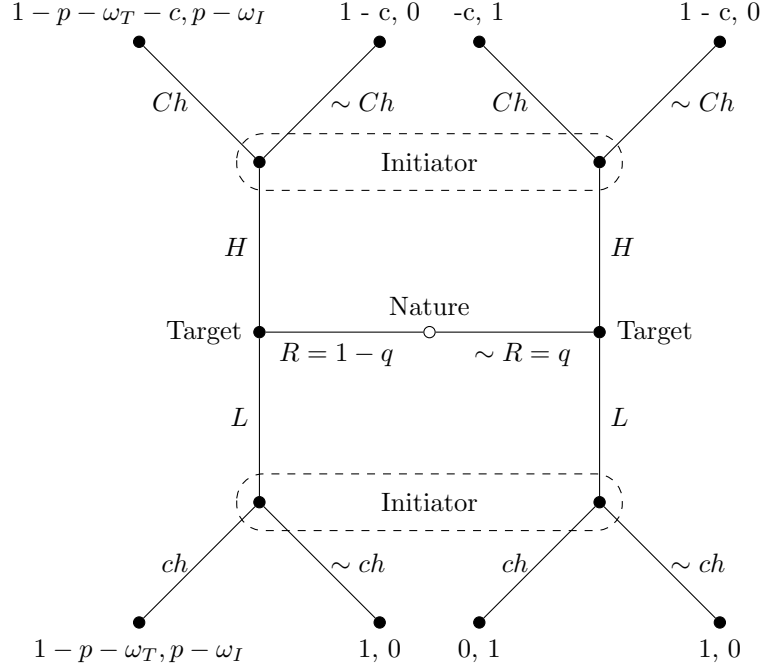 1 − p − ω_T − c, p − ω_I
1 - c, 0
-c, 1
1 - c, 0
Ch
∼ Ch
Ch
∼ Ch
Initiator
H
H
Nature
Target
Target
R = 1 − q
∼ R = q
L
L
Initiator
ch
∼ ch
ch
∼ ch
1 − p − ω_T, p − ω_I
1, 0
0, 1
1, 0